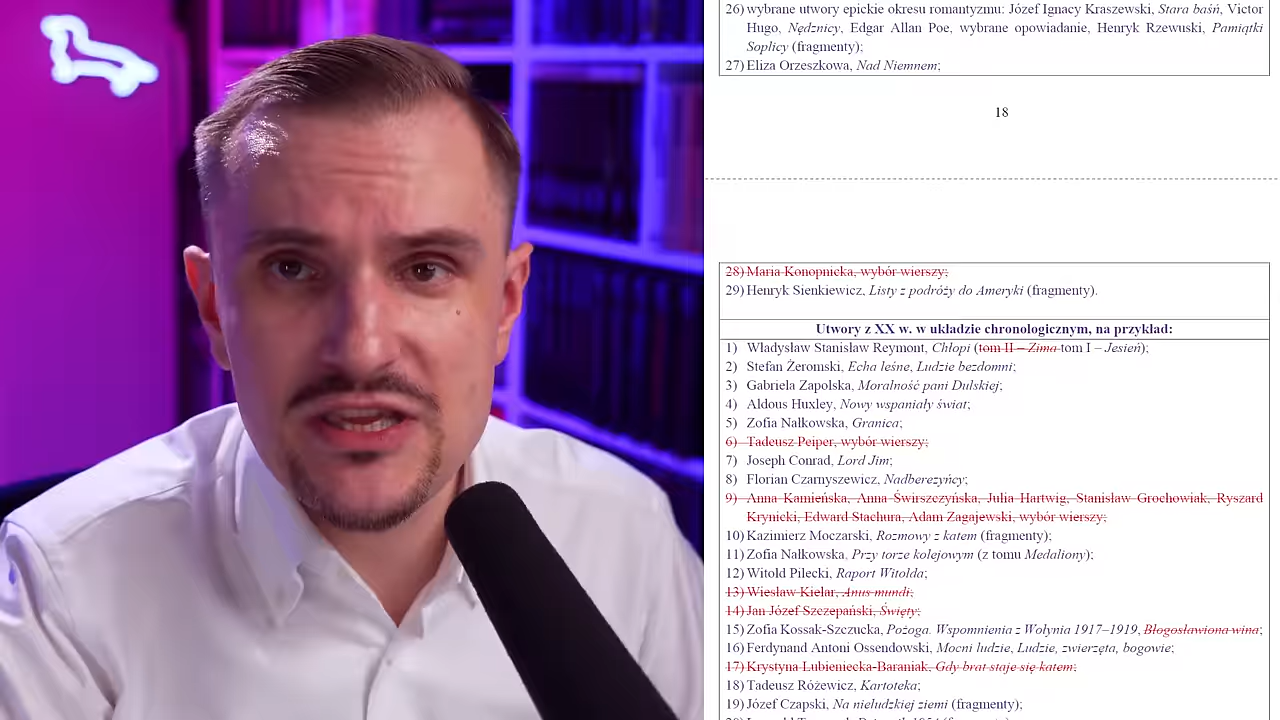 26) wybrane utwory epickie okresu romantyzmu: Józef Ignacy Kraszewski, Stara baśń, Victor
Hugo, Nędznicy, Edgar Allan Poe, wybrane opowiadanie, Henryk Rzewuski, Pamiątki
Soplicy (fragmenty);
27) Eliza Orzeszkowa, Nad Niemnem;
18
28) Maria Konopnicka, wybór wierszy;
29) Henryk Sienkiewicz, Listy z podróży do Ameryki (fragmenty).
Utwory z XX w. w układzie chronologicznym, na przykład:
1) Władysław Stanisław Reymont, Chłopi (tom II – Zima tom I – Jesień);
2) Stefan Żeromski, Echa leśne, Ludzie bezdomni;
3) Gabriela Zapolska, Moralność pani Dulskiej;
4) Aldous Huxley, Nowy wspaniały świat;
5) Zofia Nałkowska, Granica;
6) Tadeusz Peiper, wybór wierszy;
7) Joseph Conrad, Lord Jim;
8) Florian Czarnyszewicz, Nadberezyńcy;
9) Anna Kamieńska, Anna Świrszczyńska, Julia Hartwig, Stanisław Grochowiak, Ryszard
Krynicki, Edward Stachura, Adam Zagajewski, wybór wierszy;
10) Kazimierz Moczarski, Rozmowy z katem (fragmenty);
11) Zofia Nałkowska, Przy torze kolejowym (z tomu Medaliony);
12) Witold Pilecki, Raport Witolda;
13) Wiesław Kielar, Anus mundi;
14) Jan Józef Szczepański, Święty;
15) Zofia Kossak-Szczucka, Pożoga. Wspomnienia z Wołynia 1917–1919, Błogosławiona wina;
16) Ferdynand Antoni Ossendowski, Mocni ludzie, Ludzie, zwierzęta, bogowie;
17) Krystyna Lubieniecka-Baraniak, Gdy brat staje się katem;
18) Tadeusz Różewicz, Kartoteka;
19) Józef Czapski, Na nieludzkiej ziemi (fragmenty);